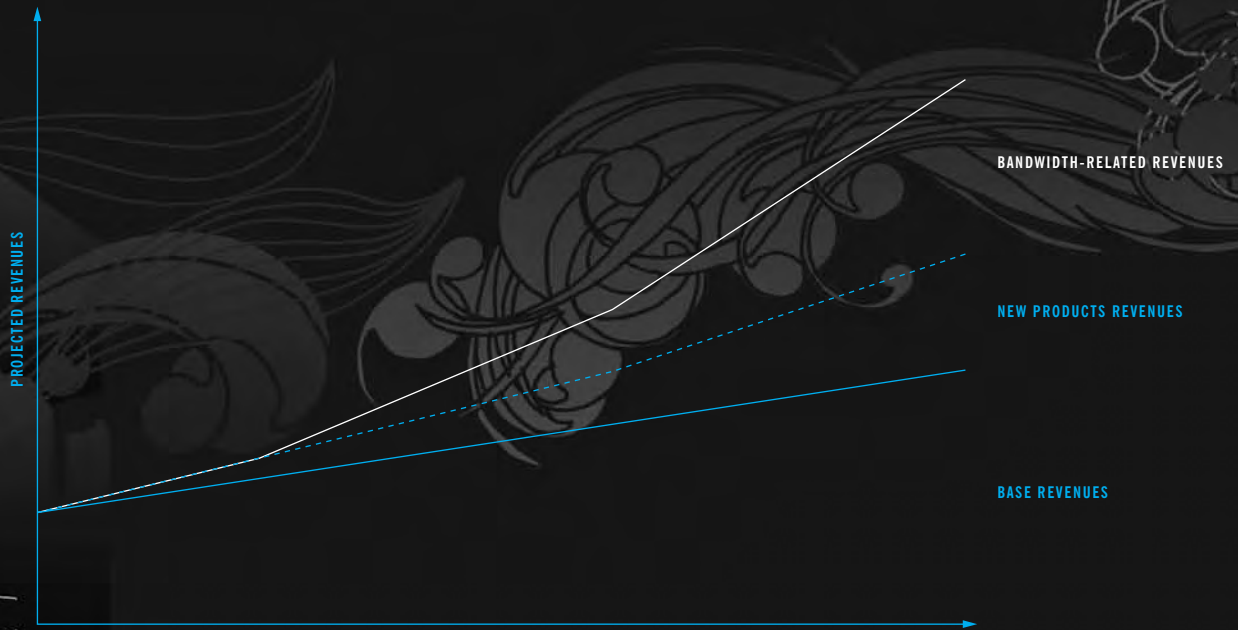 PROJECTED REVENUES
BANDWIDTH-RELATED REVENUES
NEW PRODUCTS REVENUES
BASE REVENUES